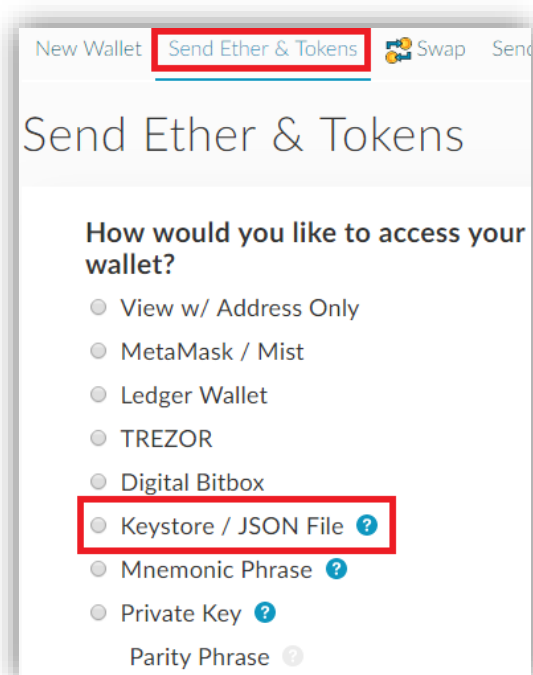 New Wallet Send Ether & Tokens Swap Send
Send Ether & Tokens
How would you like to access your
wallet?
View w/ Address Only
MetaMask / Mist
Ledger Wallet
TREZOR
Digital Bitbox
Keystore / JSON File ?
Mnemonic Phrase ?
Private Key ?
Parity Phrase ?